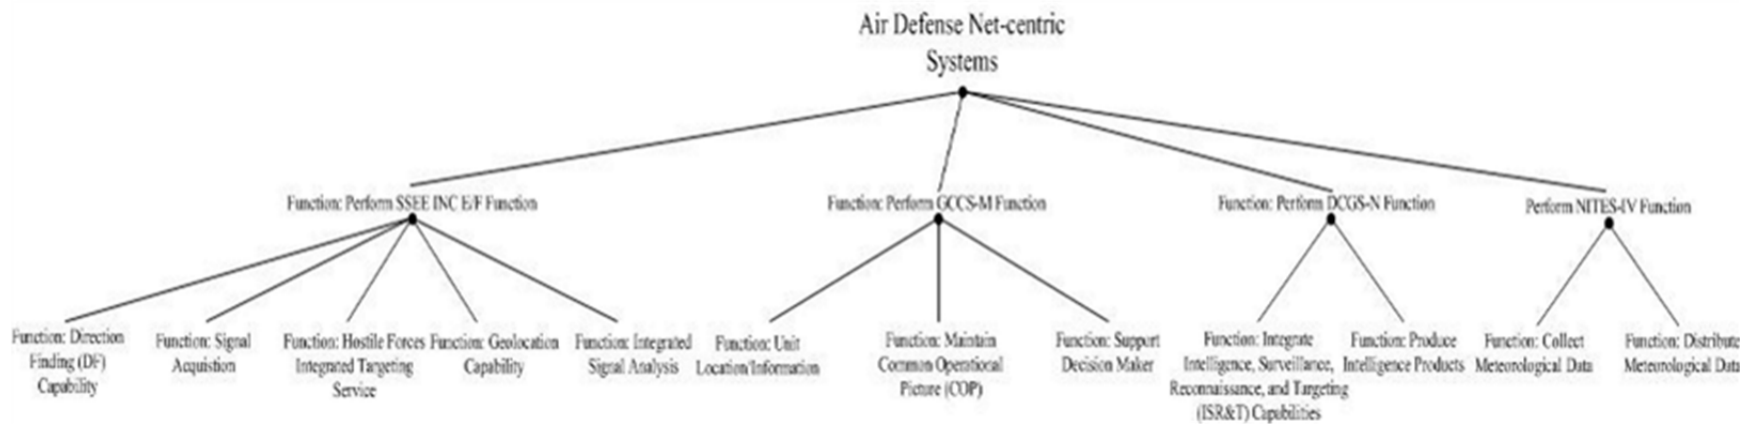 Air Defense Net-centric
Systems
Function: Perform SSEE INC E/F Function
Function: Perform GCCS-M Function
Function: Perform DCGS-N Function
Perform NITES-IV Function
Function: Direction
Finding (DF)
Capability
Function: Signal
Acquistion
Function: Hostile Forces
Integrated Targeting
Service
Function: Geolocation
Capability
Function: Integrated
Signal Analysis
Function: Unit
Location/Information
Function: Maintain
Common Operational
Picture (COP)
Function: Support
Decision Maker
Function: Integrate
Intelligence, Surveillance,
Reconnaissance, and Targeting
(ISR&T) Capabilities
Function: Produce
Intelligence Products
Function: Collect
Meteorological Data
Function: Distribute
Meteorological Data